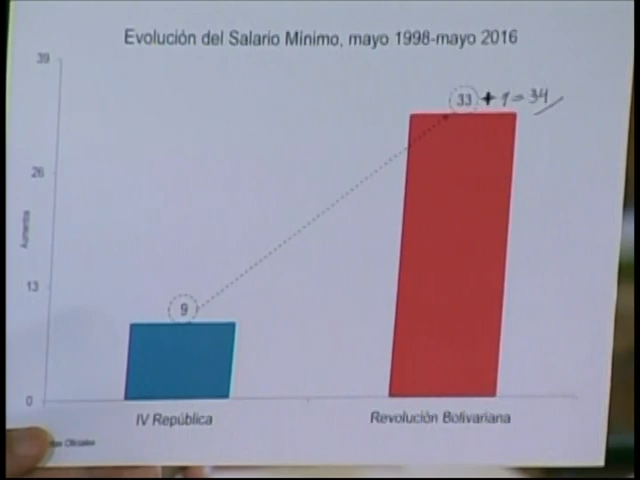 Evolución del Salario Mínimo, mayo 1998-mayo 2016
39
33 + 1 = 34
26
Aumentos
13
9
0
IV República
Revolución Bolivariana
Oficiales